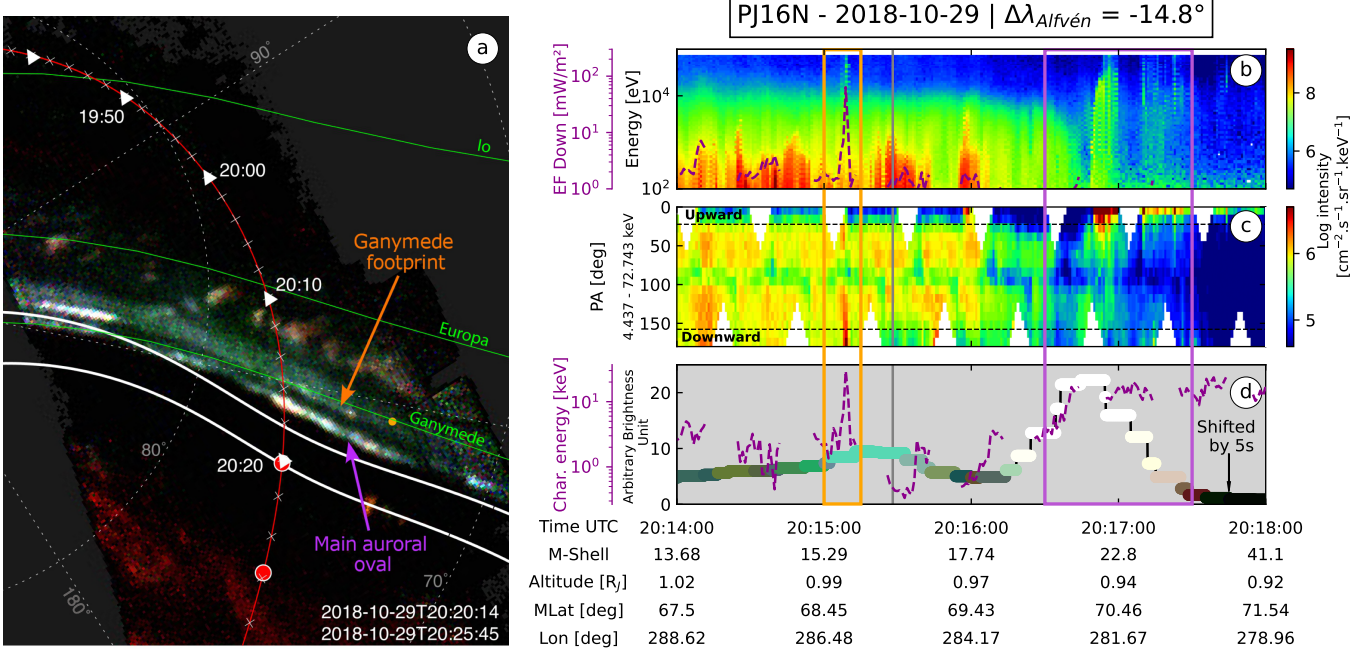 PJ16N - 2018-10-29 | Δλ_Alfvén = -14.8°
a
90°
Io
19:50
20:00
Ganymede
footprint
20:10
Europa
Ganymede
80°
20:20
Main auroral
oval
70°
180°
2018-10-29T20:20:14
2018-10-29T20:25:45
EF Down [mW/m²]
10²
10¹
10⁰
Energy [eV]
10⁴
10²
b
8
6
Log intensity
[cm⁻².s⁻¹.sr⁻¹.keV⁻¹]
PA [deg]
4.437 - 72.743 keV
0
50
100
150
Upward
Downward
c
6
5
Char. energy [keV]
10¹
10⁰
Arbitrary Brightness
Unit
20
10
0
d
Shifted
by 5s
Time UTC 20:14:00 20:15:00 20:16:00 20:17:00 20:18:00
M-Shell 13.68 15.29 17.74 22.8 41.1
Altitude [R_J] 1.02 0.99 0.97 0.94 0.92
MLat [deg] 67.5 68.45 69.43 70.46 71.54
Lon [deg] 288.62 286.48 284.17 281.67 278.96